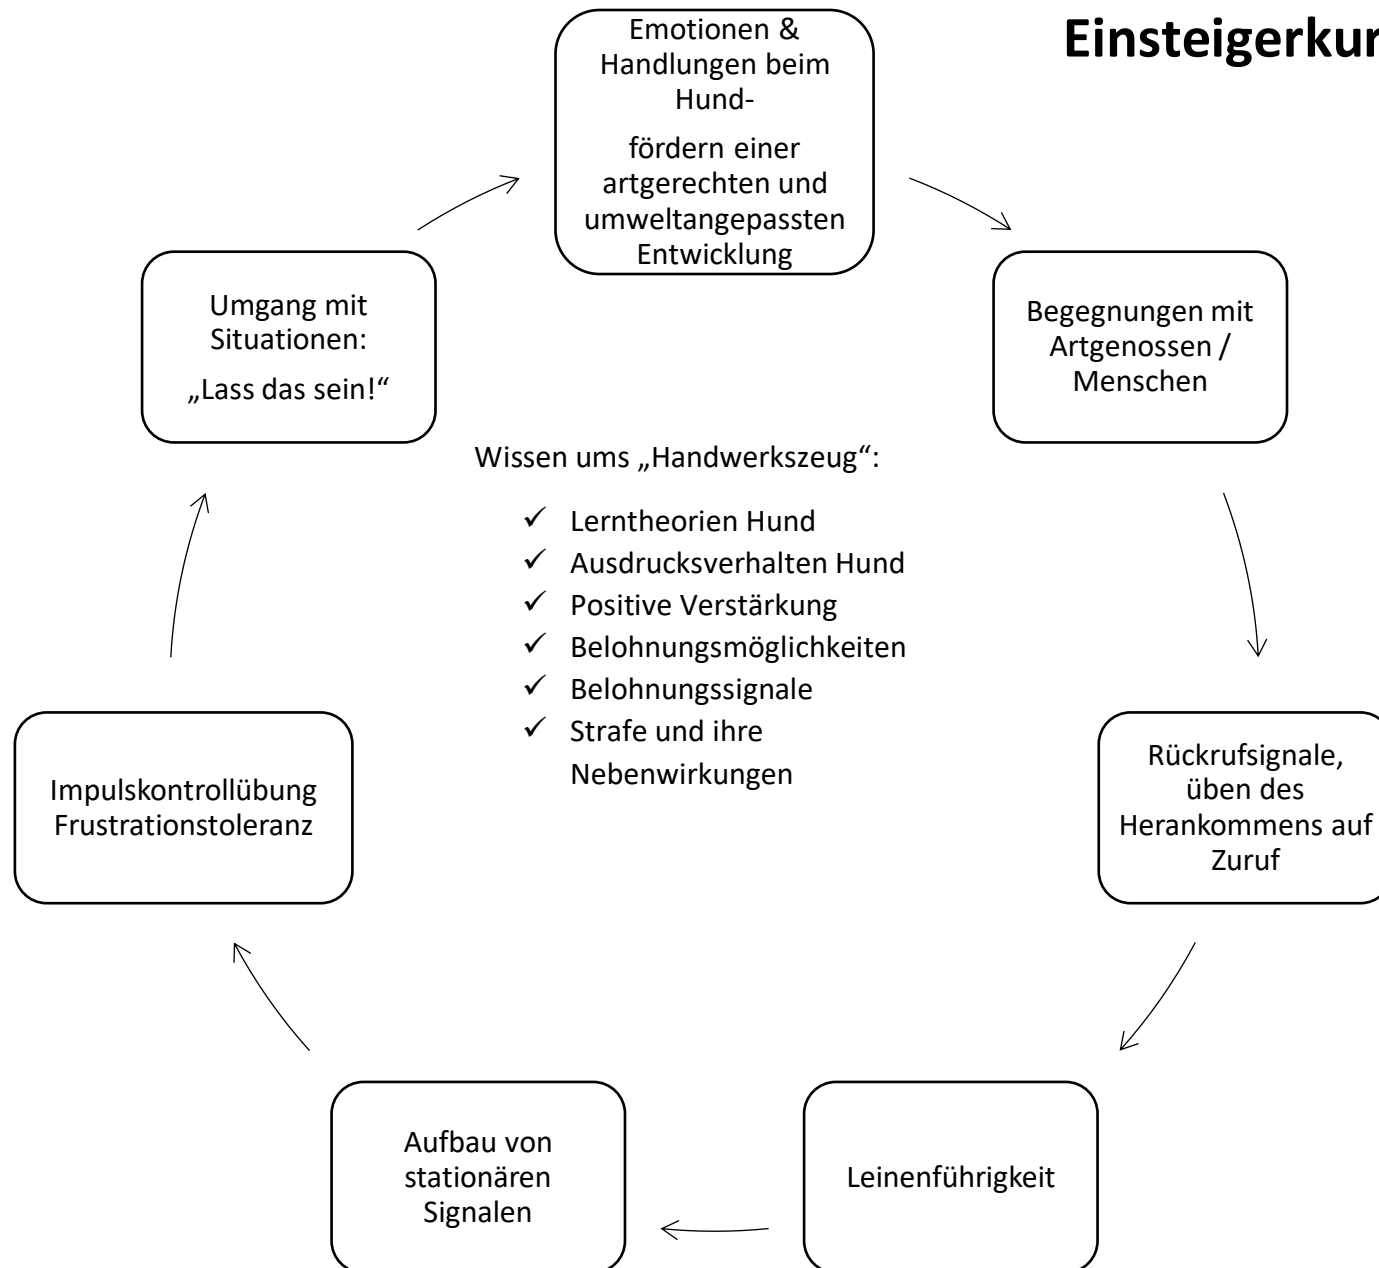 Einsteigerkur
Emotionen &
Handlungen beim
Hund-
fördern einer
artgerechten und
umweltangepassten
Entwicklung
Begegnungen mit
Artgenossen /
Menschen
Rückrufsignale,
üben des
Herankommens auf
Zuruf
Leinenführigkeit
Aufbau von
stationären
Signalen
Impulskontrollübung
Frustrationstoleranz
Umgang mit
Situationen:
„Lass das sein!“
Wissen ums „Handwerkszeug“:
✓ Lerntheorien Hund
✓ Ausdrucksverhalten Hund
✓ Positive Verstärkung
✓ Belohnungsmöglichkeiten
✓ Belohnungssignale
✓ Strafe und ihre
Nebenwirkungen